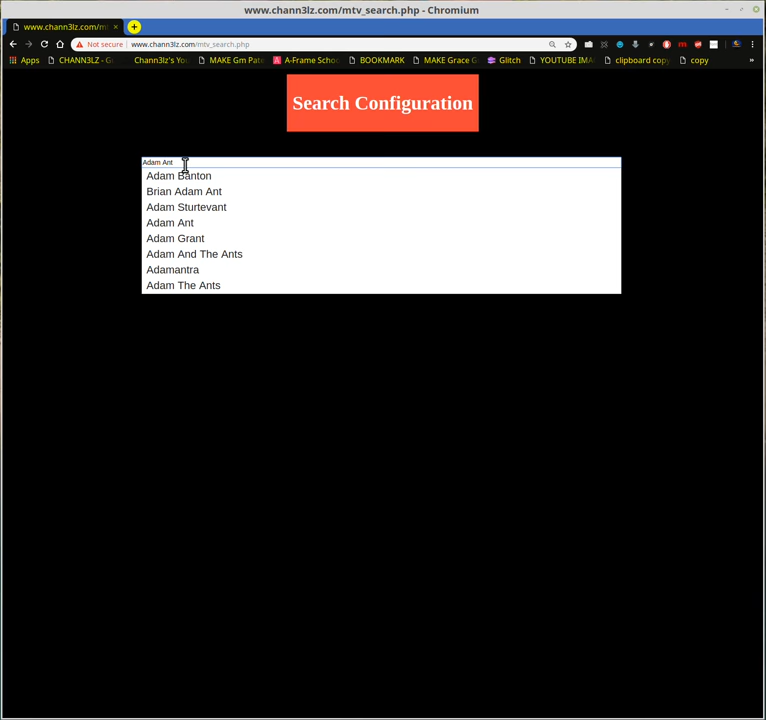 www.chann3lz.com/mtv_search.php - Chromium
www.chann3lz.com/mt
Not secure | www.chann3lz.com/mtv_search.php
Apps CHANN3LZ - G Chann3lz's Yo MAKE Gm Pate A-Frame Schoo BOOKMARK MAKE Grace G Glitch YOUTUBE IMA clipboard copy copy »
Search Configuration
Adam Ant
Adam Banton
Brian Adam Ant
Adam Sturtevant
Adam Ant
Adam Grant
Adam And The Ants
Adamantra
Adam The Ants